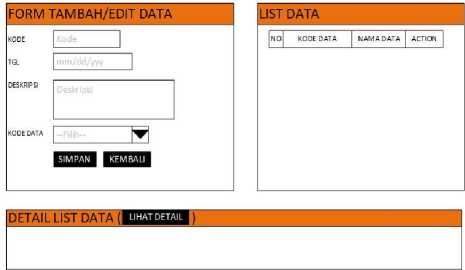 FORM TAMBAH/EDIT DATA
KODE
Kode
TGL
mm/dd/yyy
DESKRIPSI
Deskripsi
KODE DATA
--Pilih--
SIMPAN KEMBALI
LIST DATA
NO KODE DATA NAMA DATA ACTION
DETAIL LIST DATA ( LIHAT DETAIL )